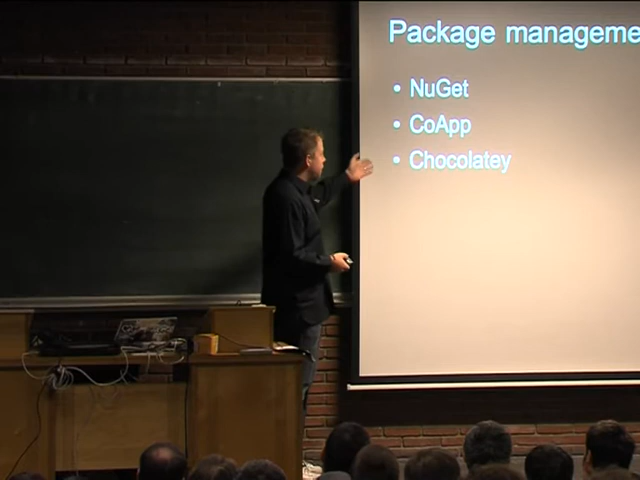 Package manageme
• NuGet
• CoApp
• Chocolatey